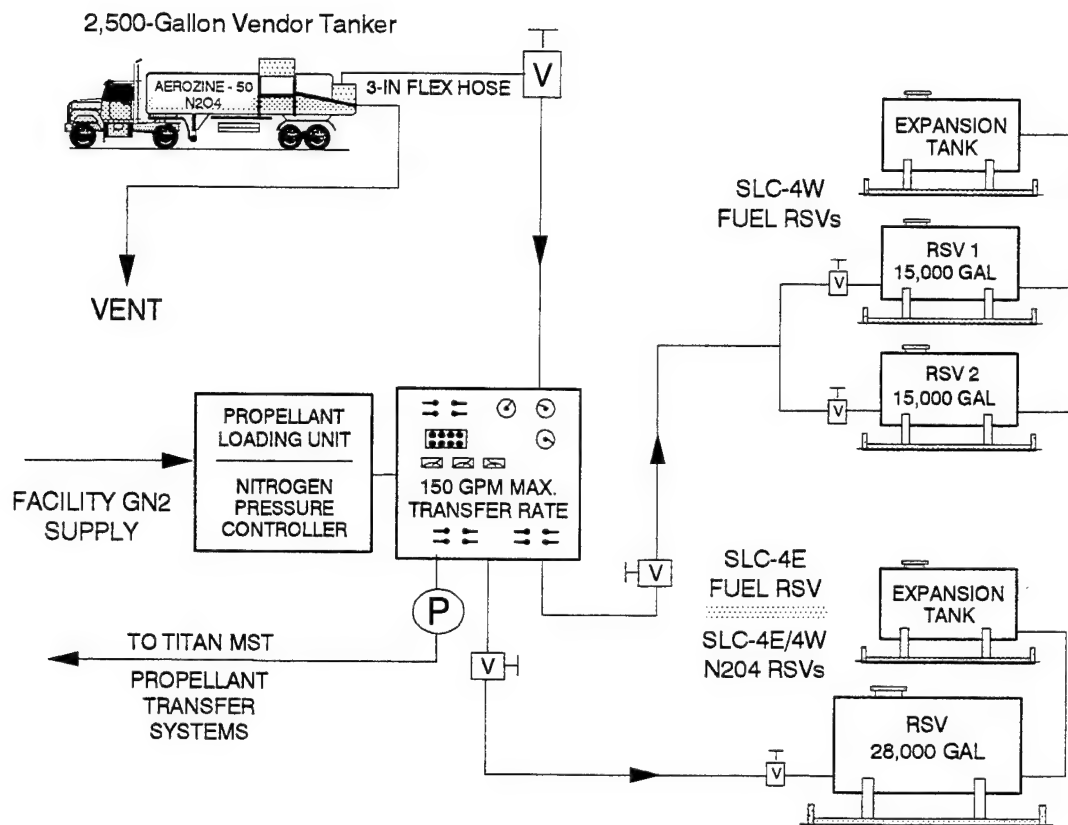 2,500-Gallon Vendor Tanker
AEROZINE - 50
N2O4
3-IN FLEX HOSE
V
VENT
EXPANSION
TANK
SLC-4W
FUEL RSVs
RSV 1
15,000 GAL
V
RSV 2
15,000 GAL
V
PROPELLANT
LOADING UNIT
NITROGEN
PRESSURE
CONTROLLER
150 GPM MAX.
TRANSFER RATE
FACILITY GN2
SUPPLY
V
P
V
TO TITAN MST
PROPELLANT
TRANSFER
SYSTEMS
SLC-4E
FUEL RSV
SLC-4E/4W
N204 RSVs
EXPANSION
TANK
RSV
28,000 GAL
V